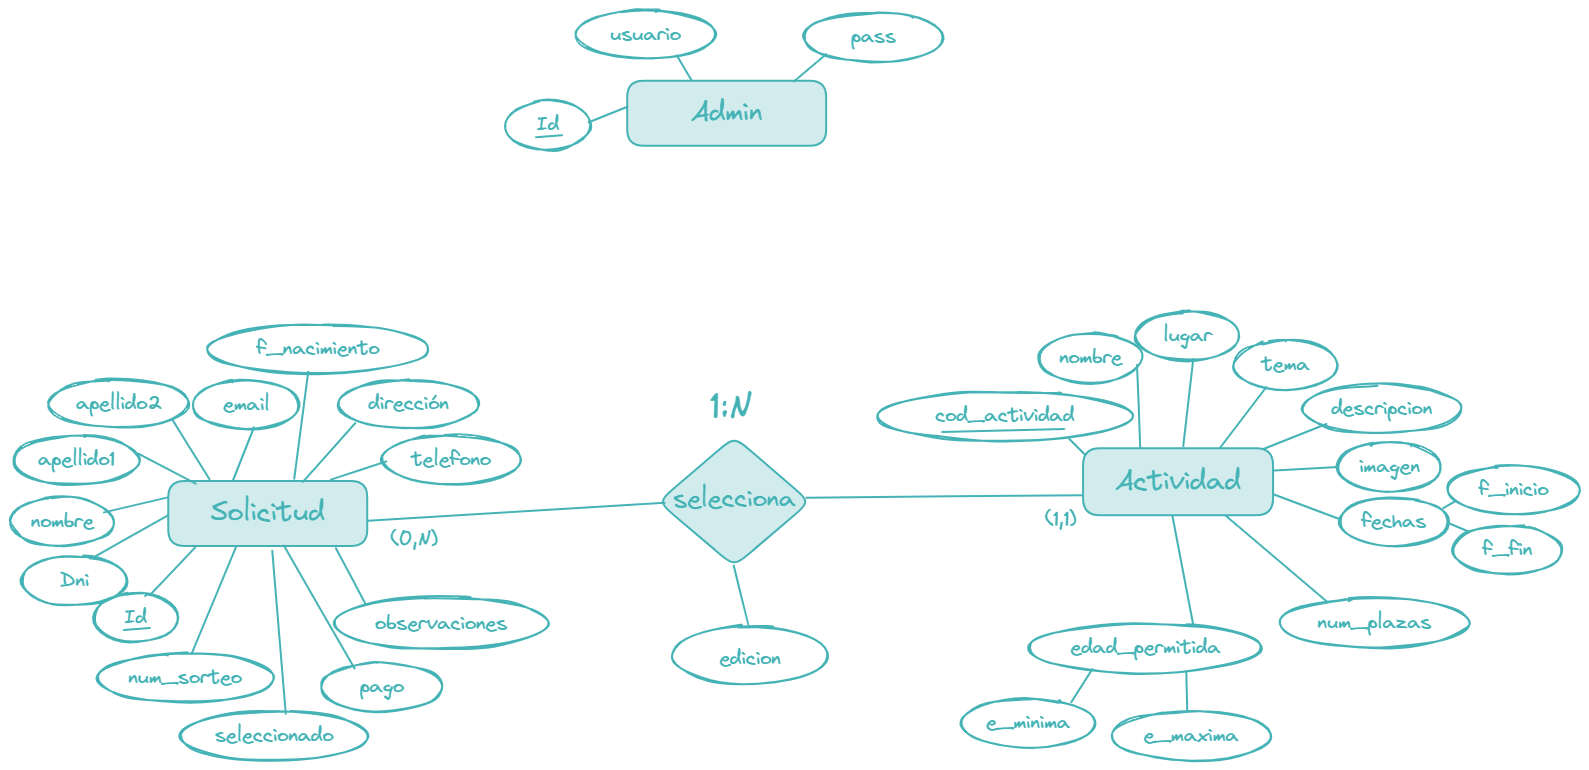 usuario
pass
Admin
Id
f_nacimiento
apellido2
email
dirección
apellido1
telefono
nombre
Solicitud
(0,N)
Dni
Id
observaciones
num_sorteo
pago
seleccionado
1:N
selecciona
edicion
lugar
nombre
tema
cod_actividad
descripcion
Actividad
imagen
(1,1)
fechas
f_inicio
f_fin
num_plazas
edad_permitida
e_minima
e_maxima